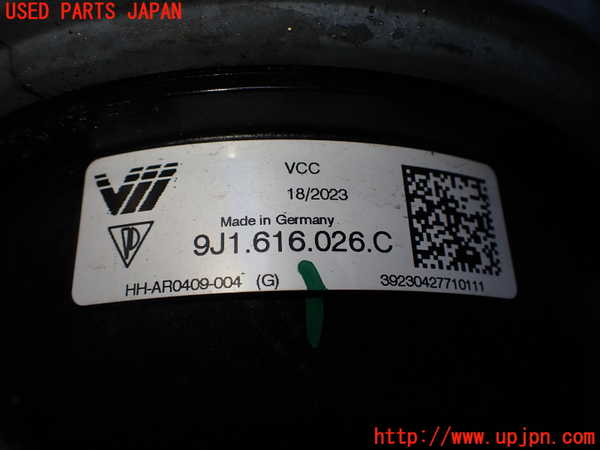 USED PARTS JAPAN
VCC
18/2023
Made in Germany
9J1.616.026.C
HH-AR0409-004 (G)
39230427710111
http://www.upjpn.com/